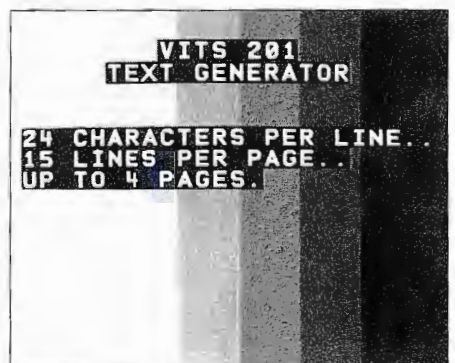 VITS 201
TEXT GENERATOR
24 CHARACTERS PER LINE..
15 LINES PER PAGE..
UP TO 4 PAGES.